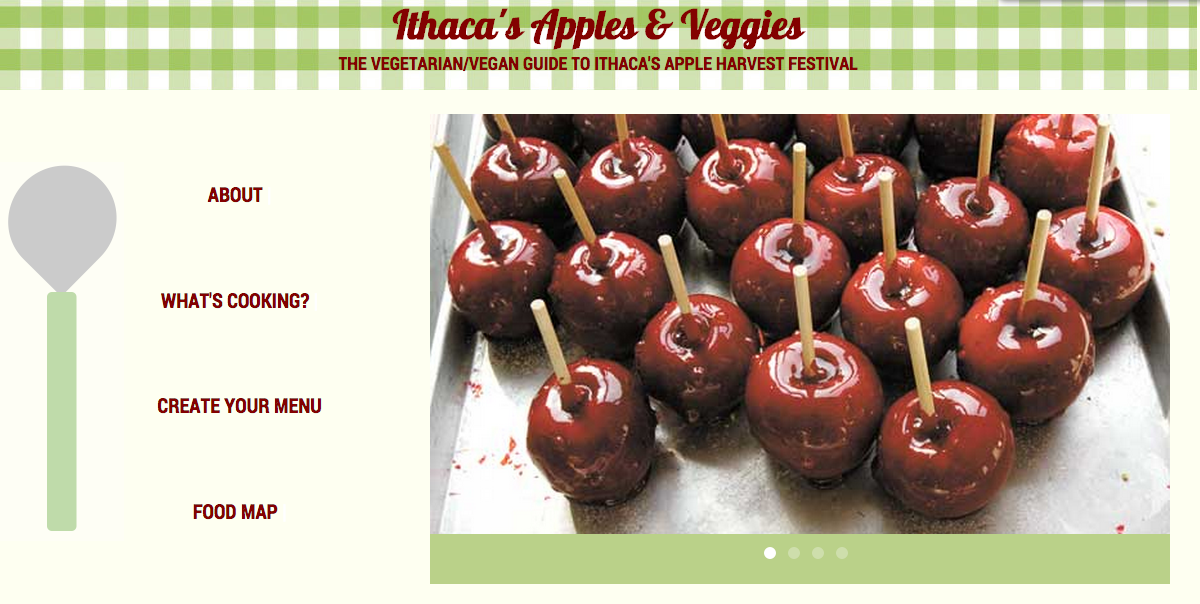 Ithaca's Apples & Veggies
THE VEGETARIAN/VEGAN GUIDE TO ITHACA'S APPLE HARVEST FESTIVAL
ABOUT
WHAT'S COOKING?
CREATE YOUR MENU
FOOD MAP